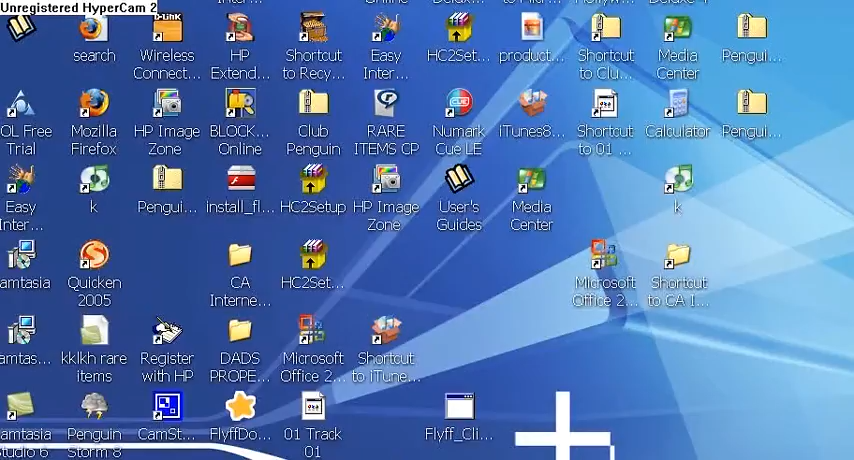 Unregistered HyperCam 2
search
Wireless
Connect...
HP
Extend...
Shortcut
to Recy...
Easy
Inter...
HC2Set...
product...
Shortcut
to Clu...
Media
Center
Pengui...
OL Free
Trial
Mozilla
Firefox
HP Image
Zone
BLOCK...
Online
Club
Penguin
RARE
ITEMS CP
Numark
Cue LE
iTunes8...
Shortcut
to 01 ...
Calculator
Pengui...
Easy
Inter...
k
Pengui...
install_fl...
HC2Setup
HP Image
Zone
User's
Guides
Media
Center
k
amtasia
Quicken
2005
CA
Interne...
HC2Set...
Microsoft
Office 2...
Shortcut
to CA I...
amtas...
kklkh rare
items
Register
with HP
DADS
PROPE...
Microsoft
Office 2...
Shortcut
to iTune...
amtasia
Studio 6
Penguin
Storm 8
CamSt...
FlyffDo...
01 Track
01
Flyff_Cli...